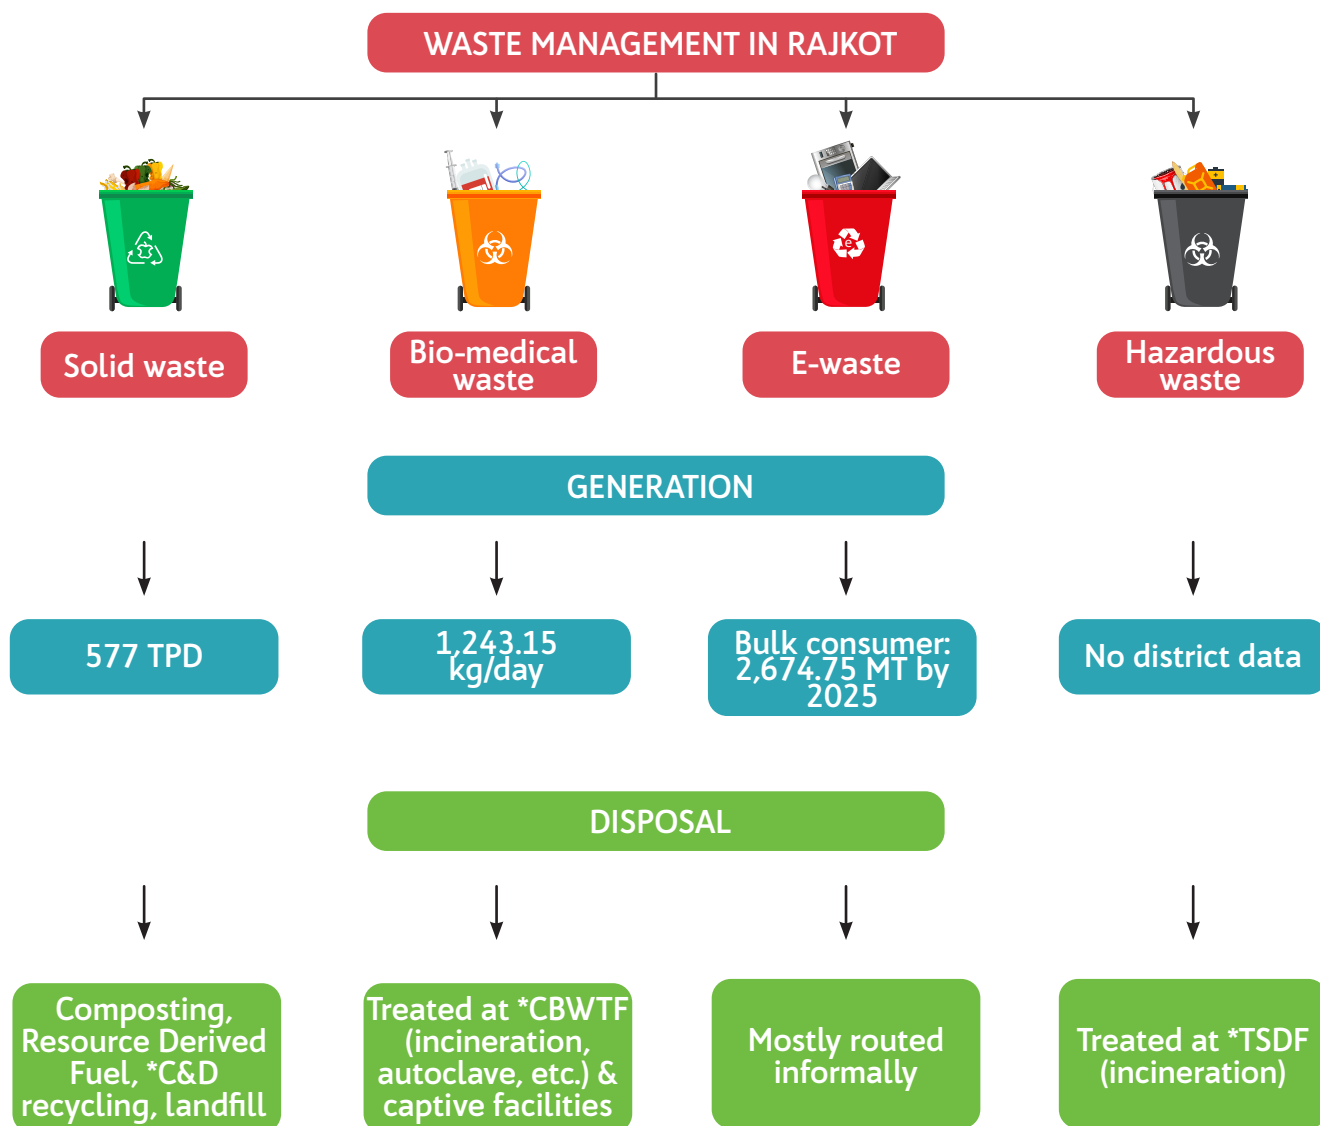 WASTE MANAGEMENT IN RAJKOT
e
Solid waste
Bio-medical
waste
E-waste
Hazardous
waste
GENERATION
577 TPD
1,243.15
kg/day
Bulk consumer:
2,674.75 MT by
2025
No district data
DISPOSAL
Composting,
Resource Derived
Fuel, *C&D
recycling, landfill
Treated at *CBWTF
(incineration,
autoclave, etc.) &
captive facilities
Mostly routed
informally
Treated at *TSDF
(incineration)